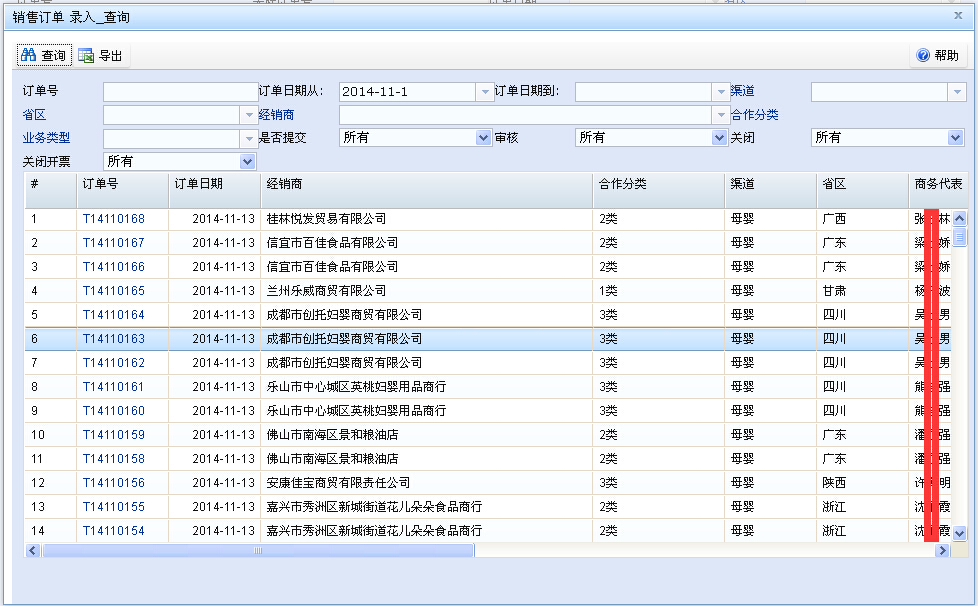 销售订单 录入_查询
查询 导出 帮助
订单号 订单日期从: 2014-11-1 订单日期到: 渠道
省区 经销商 合作分类
业务类型 是否提交 所有 审核 所有 关闭 所有
关闭开票 所有
# 订单号 订单日期 经销商 合作分类 渠道 省区 商务代表
1 T14110168 2014-11-13 桂林悦发贸易有限公司 2类 母婴 广西 张 林
2 T14110167 2014-11-13 信宜市百佳食品有限公司 2类 母婴 广东 梁 娇
3 T14110166 2014-11-13 信宜市百佳食品有限公司 2类 母婴 广东 梁 娇
4 T14110165 2014-11-13 兰州乐威商贸有限公司 1类 母婴 甘肃 杨 波
5 T14110164 2014-11-13 成都市创托妇婴商贸有限公司 3类 母婴 四川 吴 男
6 T14110163 2014-11-13 成都市创托妇婴商贸有限公司 3类 母婴 四川 吴 男
7 T14110162 2014-11-13 成都市创托妇婴商贸有限公司 3类 母婴 四川 吴 男
8 T14110161 2014-11-13 乐山市中心城区英桃妇婴用品商行 3类 母婴 四川 熊 强
9 T14110160 2014-11-13 乐山市中心城区英桃妇婴用品商行 3类 母婴 四川 熊 强
10 T14110159 2014-11-13 佛山市南海区景和粮油店 2类 母婴 广东 潘 强
11 T14110158 2014-11-13 佛山市南海区景和粮油店 2类 母婴 广东 潘 强
12 T14110156 2014-11-13 安康佳宝商贸有限责任公司 3类 母婴 陕西 许 明
13 T14110155 2014-11-13 嘉兴市秀洲区新城街道花儿朵朵食品商行 2类 母婴 浙江 沈 霞
14 T14110154 2014-11-13 嘉兴市秀洲区新城街道花儿朵朵食品商行 2类 母婴 浙江 沈 霞